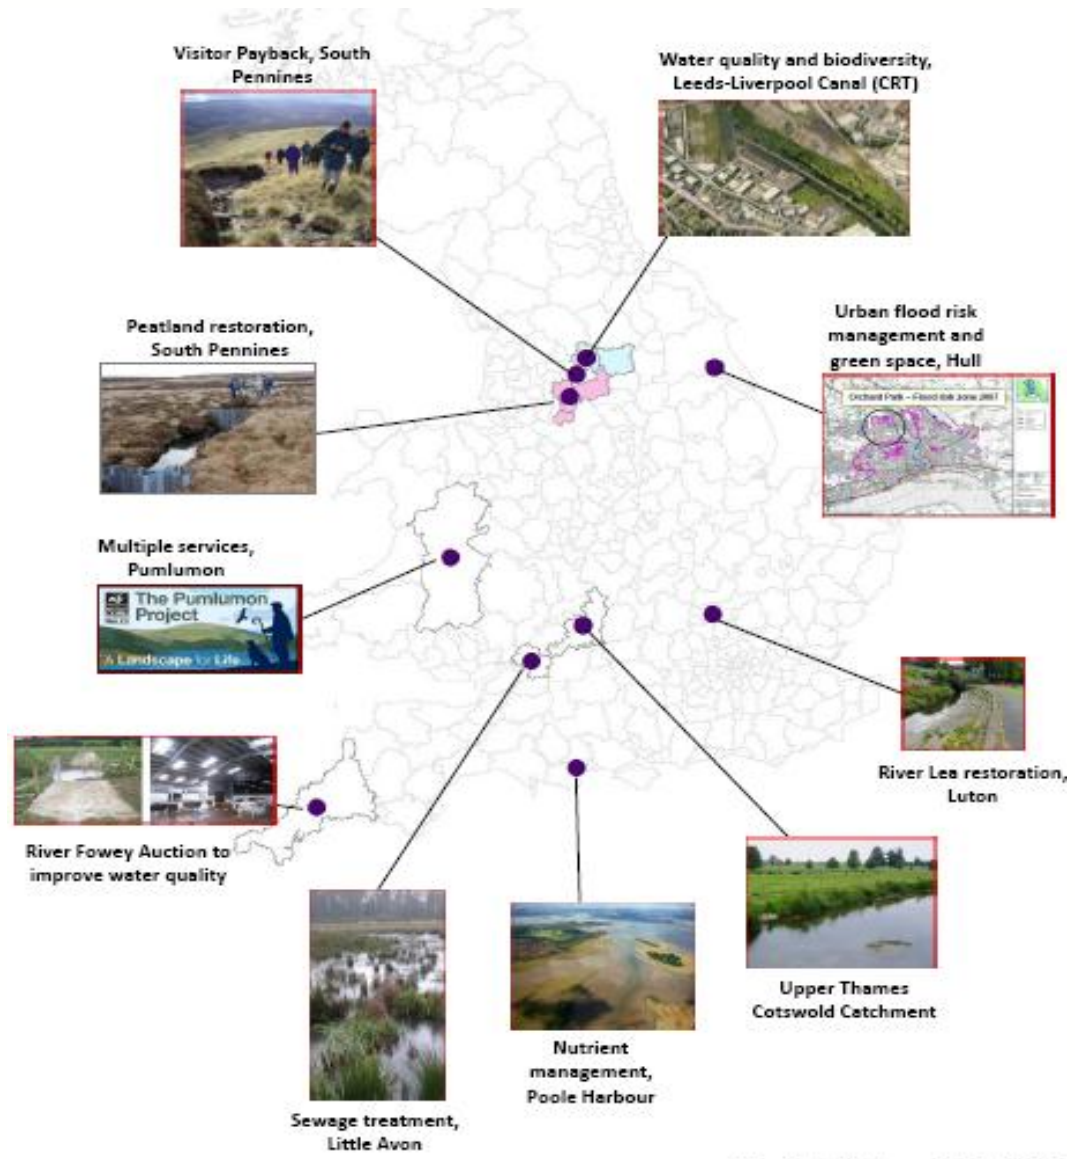 Visitor Payback, South
Pennines
Water quality and biodiversity,
Leeds-Liverpool Canal (CRT)
Peatland restoration,
South Pennines
Urban flood risk
management and
green space, Hull
Orchard Park - Flood risk zone 2007
Multiple services,
Pumlumon
The Pumlumon
Project
A Landscape for Life
River Lea restoration,
Luton
River Fowey Auction to
improve water quality
Upper Thames
Cotswold Catchment
Nutrient
management,
Poole Harbour
Sewage treatment,
Little Avon